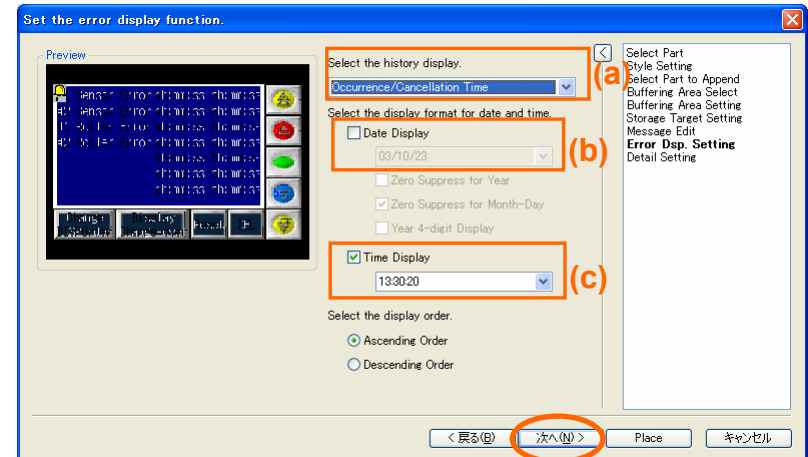 Set the error display function.
Preview
Select the history display.
Occurrence/Cancellation Time
(a)
Select the display format for date and time.
Date Display
03/10/23
(b)
Zero Suppress for Year
Zero Suppress for Month-Day
Year 4-digit Display
Time Display
13:30:20
(c)
Select the display order.
Ascending Order
Descending Order
Select Part
Style Setting
Select Part to Append
Buffering Area Select
Buffering Area Setting
Storage Target Setting
Message Edit
Error Dsp. Setting
Detail Setting
< 戻る(B)
次へ(N) >
Place
キャンセル